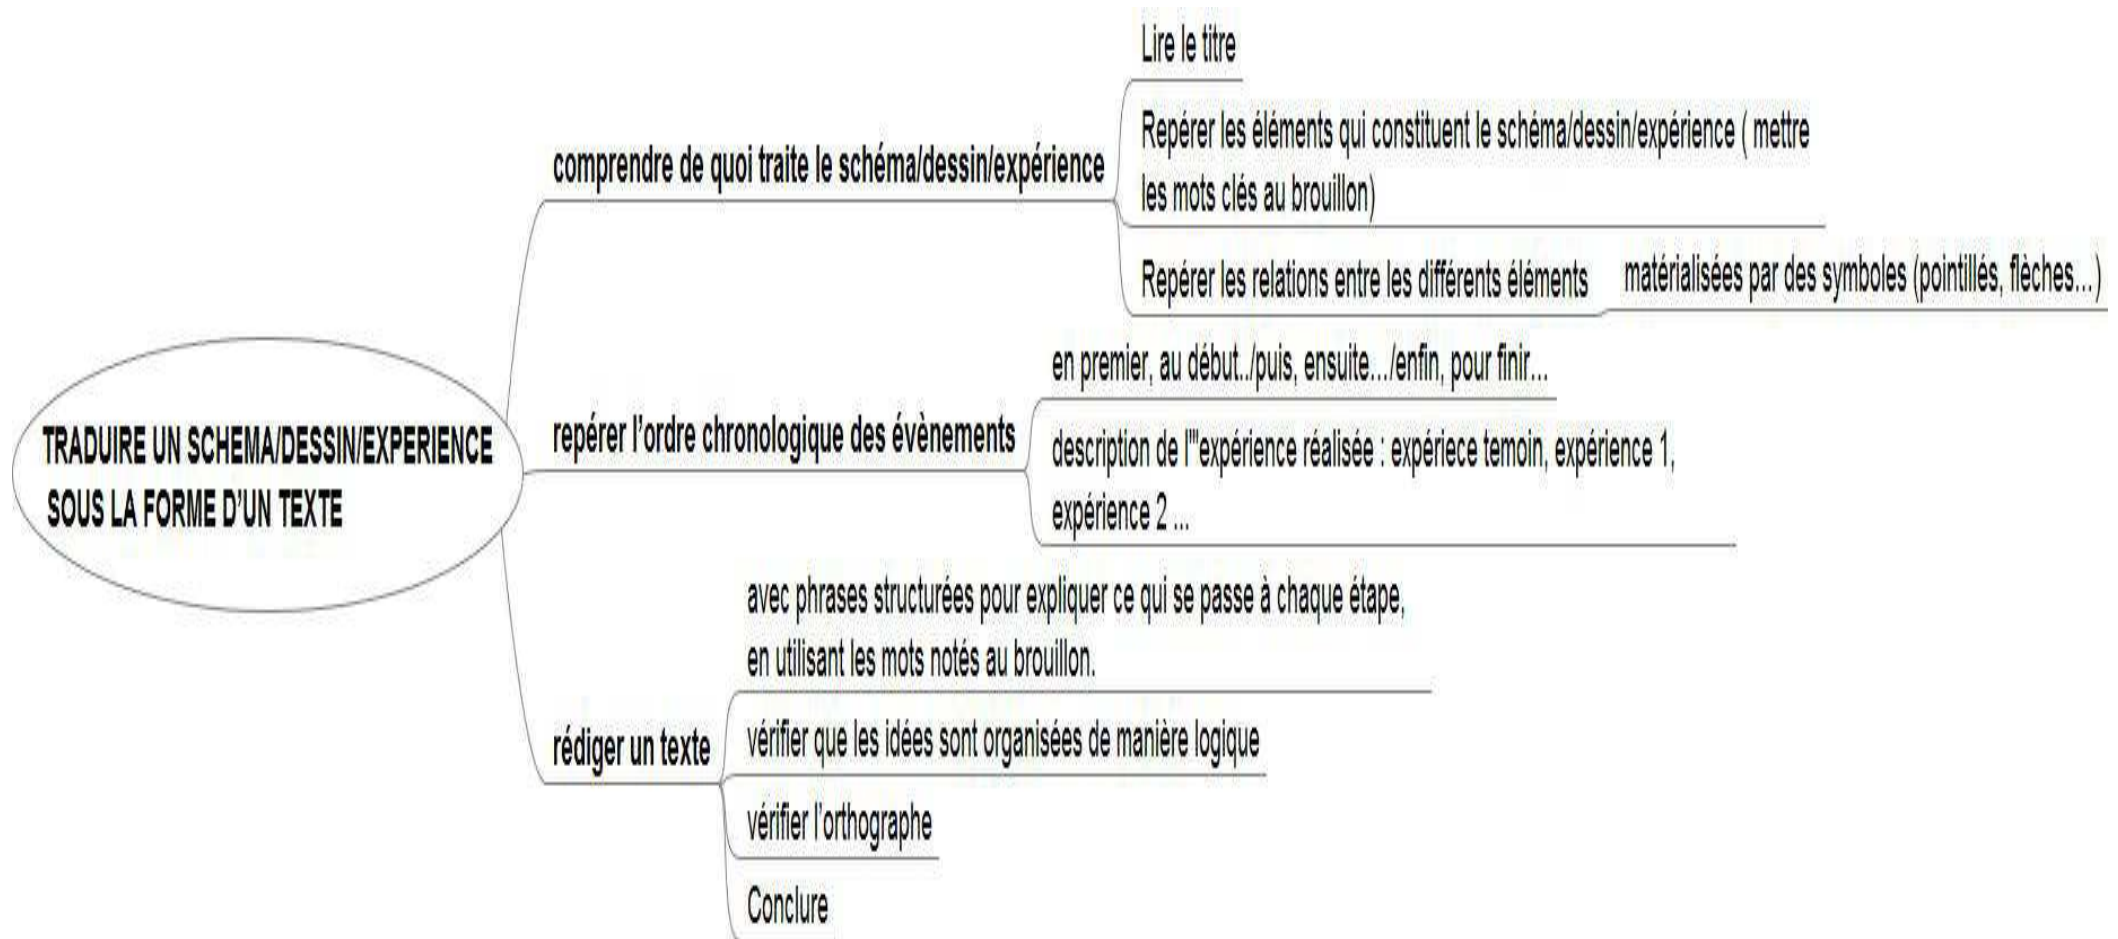 TRADUIRE UN SCHEMA/DESSIN/EXPERIENCE
SOUS LA FORME D'UN TEXTE
comprendre de quoi traite le schéma/dessin/expérience
Lire le titre
Repérer les éléments qui constituent le schéma/dessin/expérience ( mettre
les mots clés au brouillon)
Repérer les relations entre les différents éléments
matérialisées par des symboles (pointillés, flèches...)
repérer l'ordre chronologique des évènements
en premier, au début../puis, ensuite.../enfin, pour finir...
description de l'"expérience réalisée : expériece temoin, expérience 1,
expérience 2 ...
rédiger un texte
avec phrases structurées pour expliquer ce qui se passe à chaque étape,
en utilisant les mots notés au brouillon.
vérifier que les idées sont organisées de manière logique
vérifier l'orthographe
Conclure